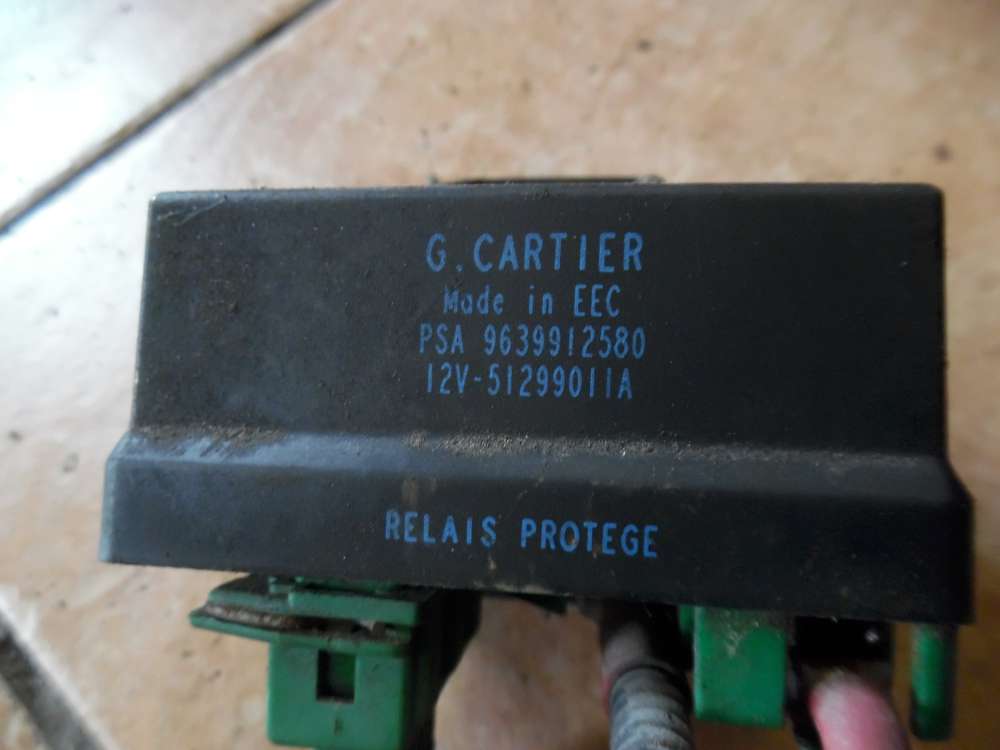 G. CARTIER
Made in EEC
PSA 9639912580
12V-51299011A
RELAIS PROTEGE